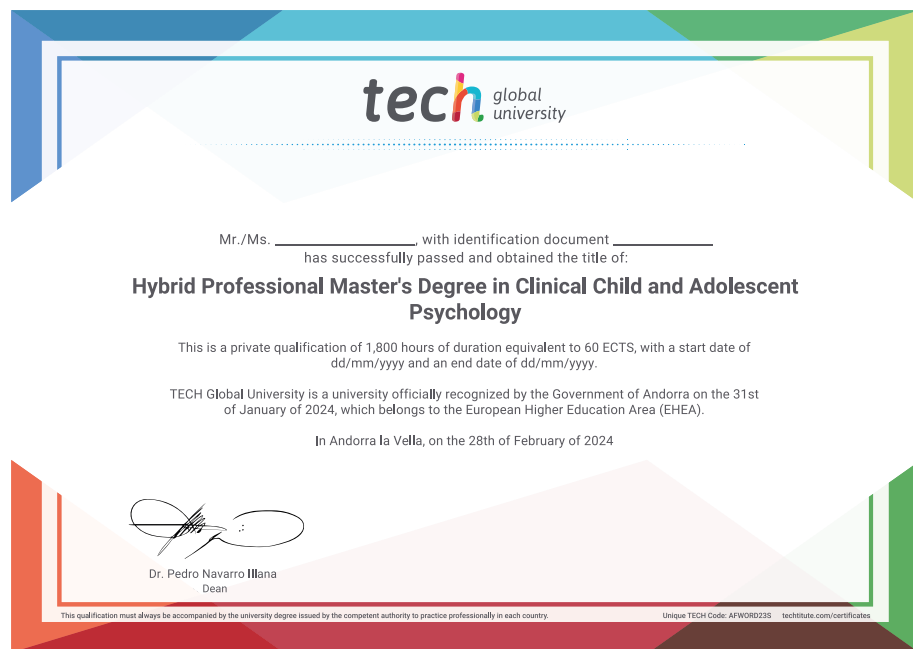 tech global university
Mr./Ms. ____________, with identification document ____________
has successfully passed and obtained the title of:
Hybrid Professional Master's Degree in Clinical Child and Adolescent
Psychology
This is a private qualification of 1,800 hours of duration equivalent to 60 ECTS, with a start date of
dd/mm/yyyy and an end date of dd/mm/yyyy.
TECH Global University is a university officially recognized by the Government of Andorra on the 31st
of January of 2024, which belongs to the European Higher Education Area (EHEA).
In Andorra la Vella, on the 28th of February of 2024
Dr. Pedro Navarro Illana
Dean
This qualification must always be accompanied by the university degree issued by the competent authority to practice professionally in each country.
Unique TECH Code: AFWORD23S techtitute.com/certificates